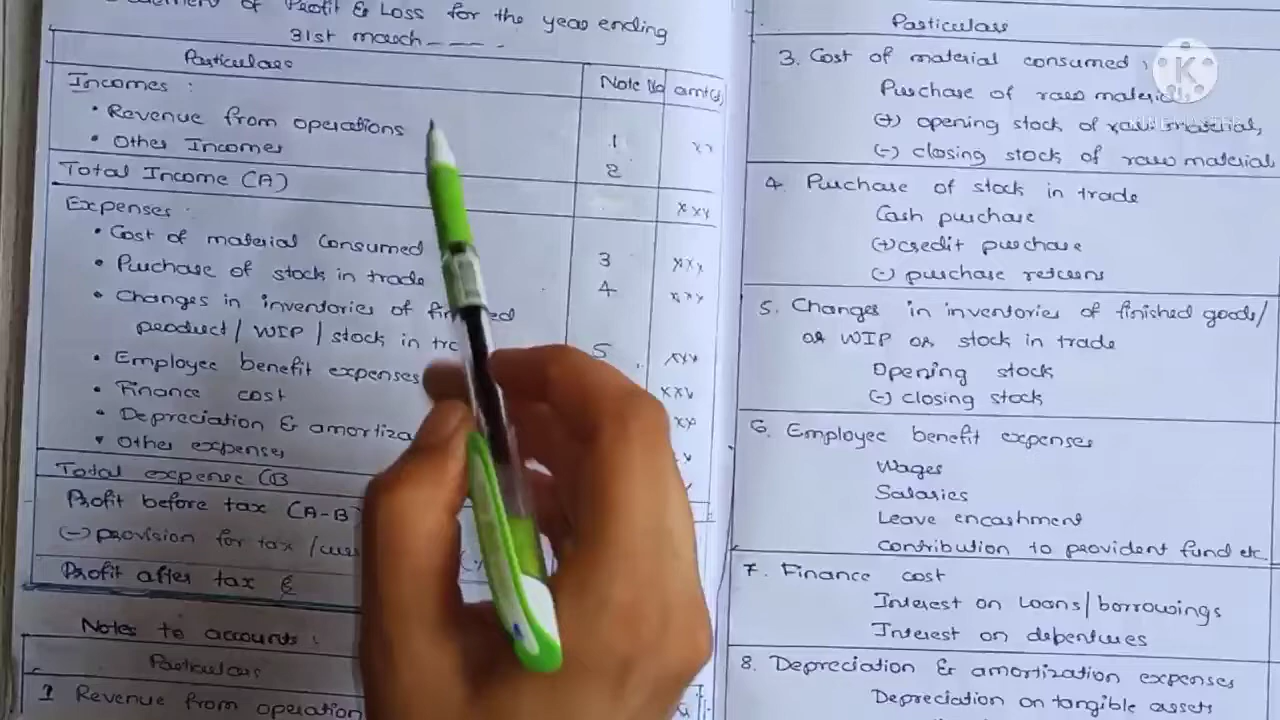 of Profit & Loss for the year ending
31st march ----.
Particulars
Note No
amt(₹)
Incomes :
• Revenue from operations
1
xx
• Other Incomes
2
Total Income (A)
xxx
Expenses :
• Cost of material Consumed
3
xxx
• Purchase of stock in trade
4
xxx
• Changes in inventories of
product / WIP / stock in
5
xxx
• Employee benefit expenses
xxx
• Finance cost
xx
• Depreciation &
• Other expenses
Total expense (B
Profit before tax (A-B)
(-) provision for tax /
Profit after tax
Notes to accounts :
Particulars
1 Revenue from operation
Particulars
3. Cost of material consumed :
Purchase of raw material
(+) opening stock of raw material
(-) closing stock of raw material
4. Purchase of stock in trade
Cash purchase
(+) credit purchase
(-) purchase returns
5. Changes in inventories of finished goods/
or WIP or stock in trade
Opening stock
(-) closing stock
6. Employee benefit expenses
Wages
Salaries
Leave encashment
Contribution to provident fund etc.
7. Finance cost
Interest on Loans/borrowings
Interest on debentures
8. Depreciation & amortization expenses
Depreciation on tangible assets
K